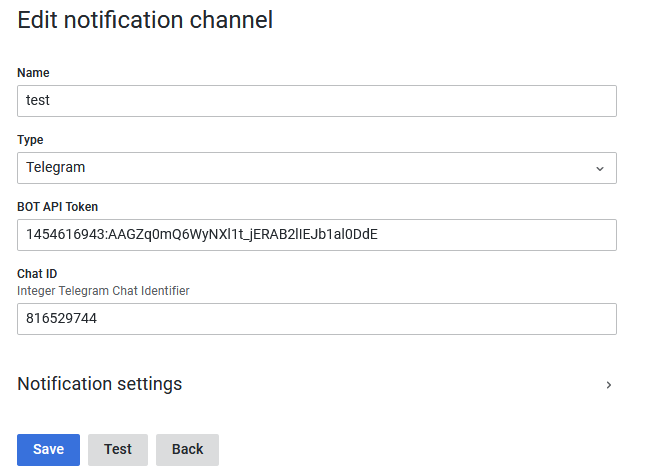 Edit notification channel
Name
test
Type
Telegram
BOT API Token
1454616943:AAGZq0mQ6WyNXl1t_jERAB2lIEJb1al0DdE
Chat ID
Integer Telegram Chat Identifier
816529744
Notification settings
Save Test Back